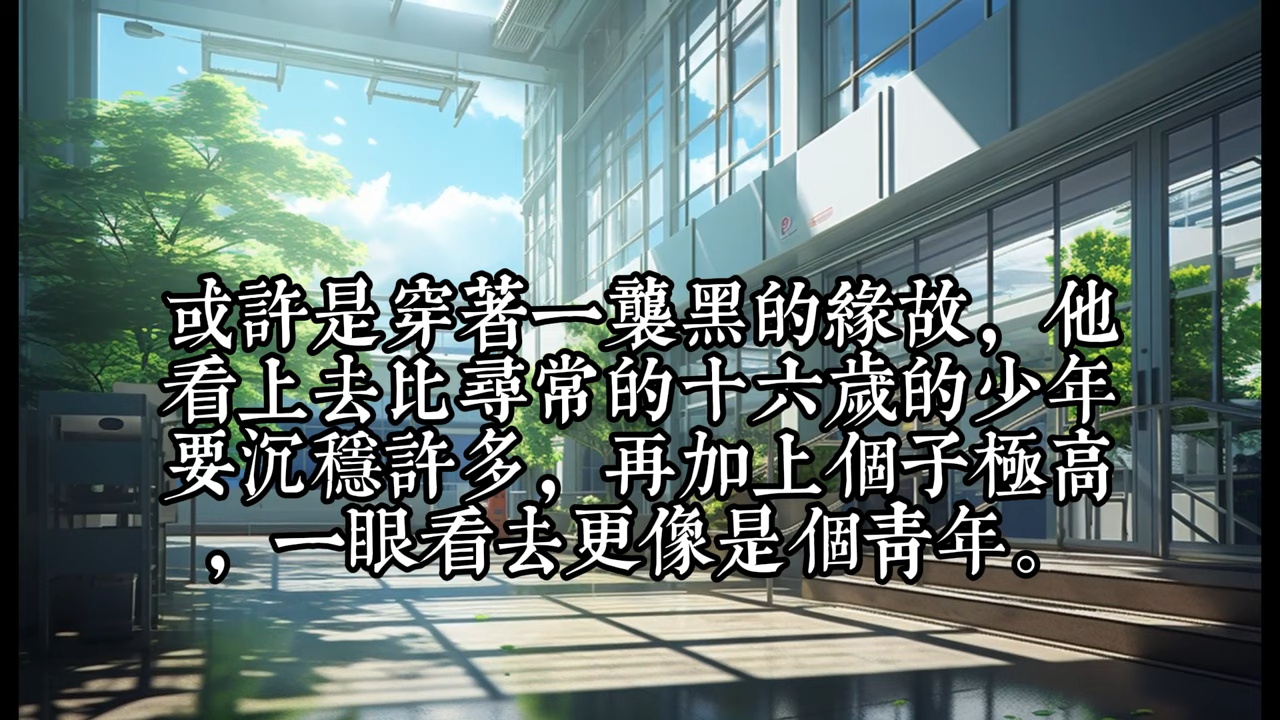 或許是穿著一襲黑的緣故，他
看上去比尋常的十六歲的少年
要沉穩許多，再加上個子極高
，一眼看去更像是個青年。